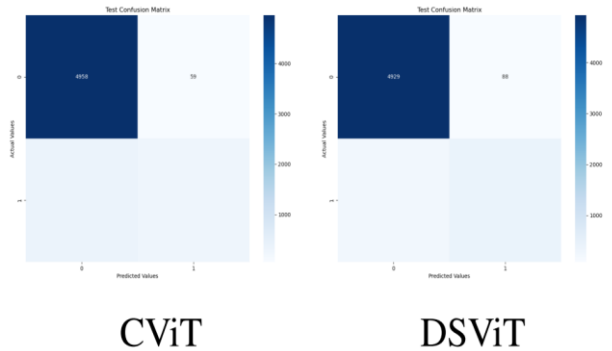 Test Confusion Matrix
Test Confusion Matrix
0
4958
59
4000
3000
2000
1000
Actual Values
1
0
1
Predicted Values
0
4929
88
4000
3000
2000
1000
Actual Values
1
0
1
Predicted Values
CViT
DSViT